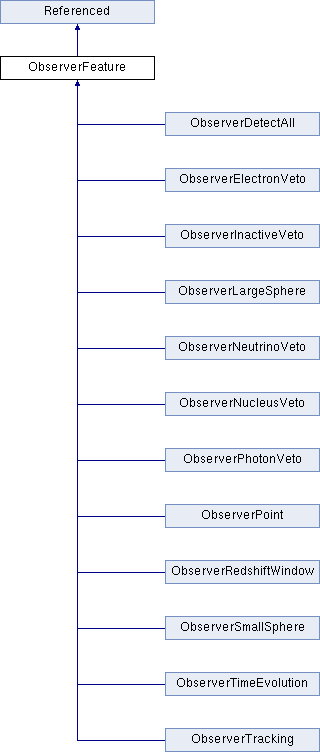 Referenced
ObserverFeature
ObserverDetectAll
ObserverElectronVeto
ObserverInactiveVeto
ObserverLargeSphere
ObserverNeutrinoVeto
ObserverNucleusVeto
ObserverPhotonVeto
ObserverPoint
ObserverRedshiftWindow
ObserverSmallSphere
ObserverTimeEvolution
ObserverTracking